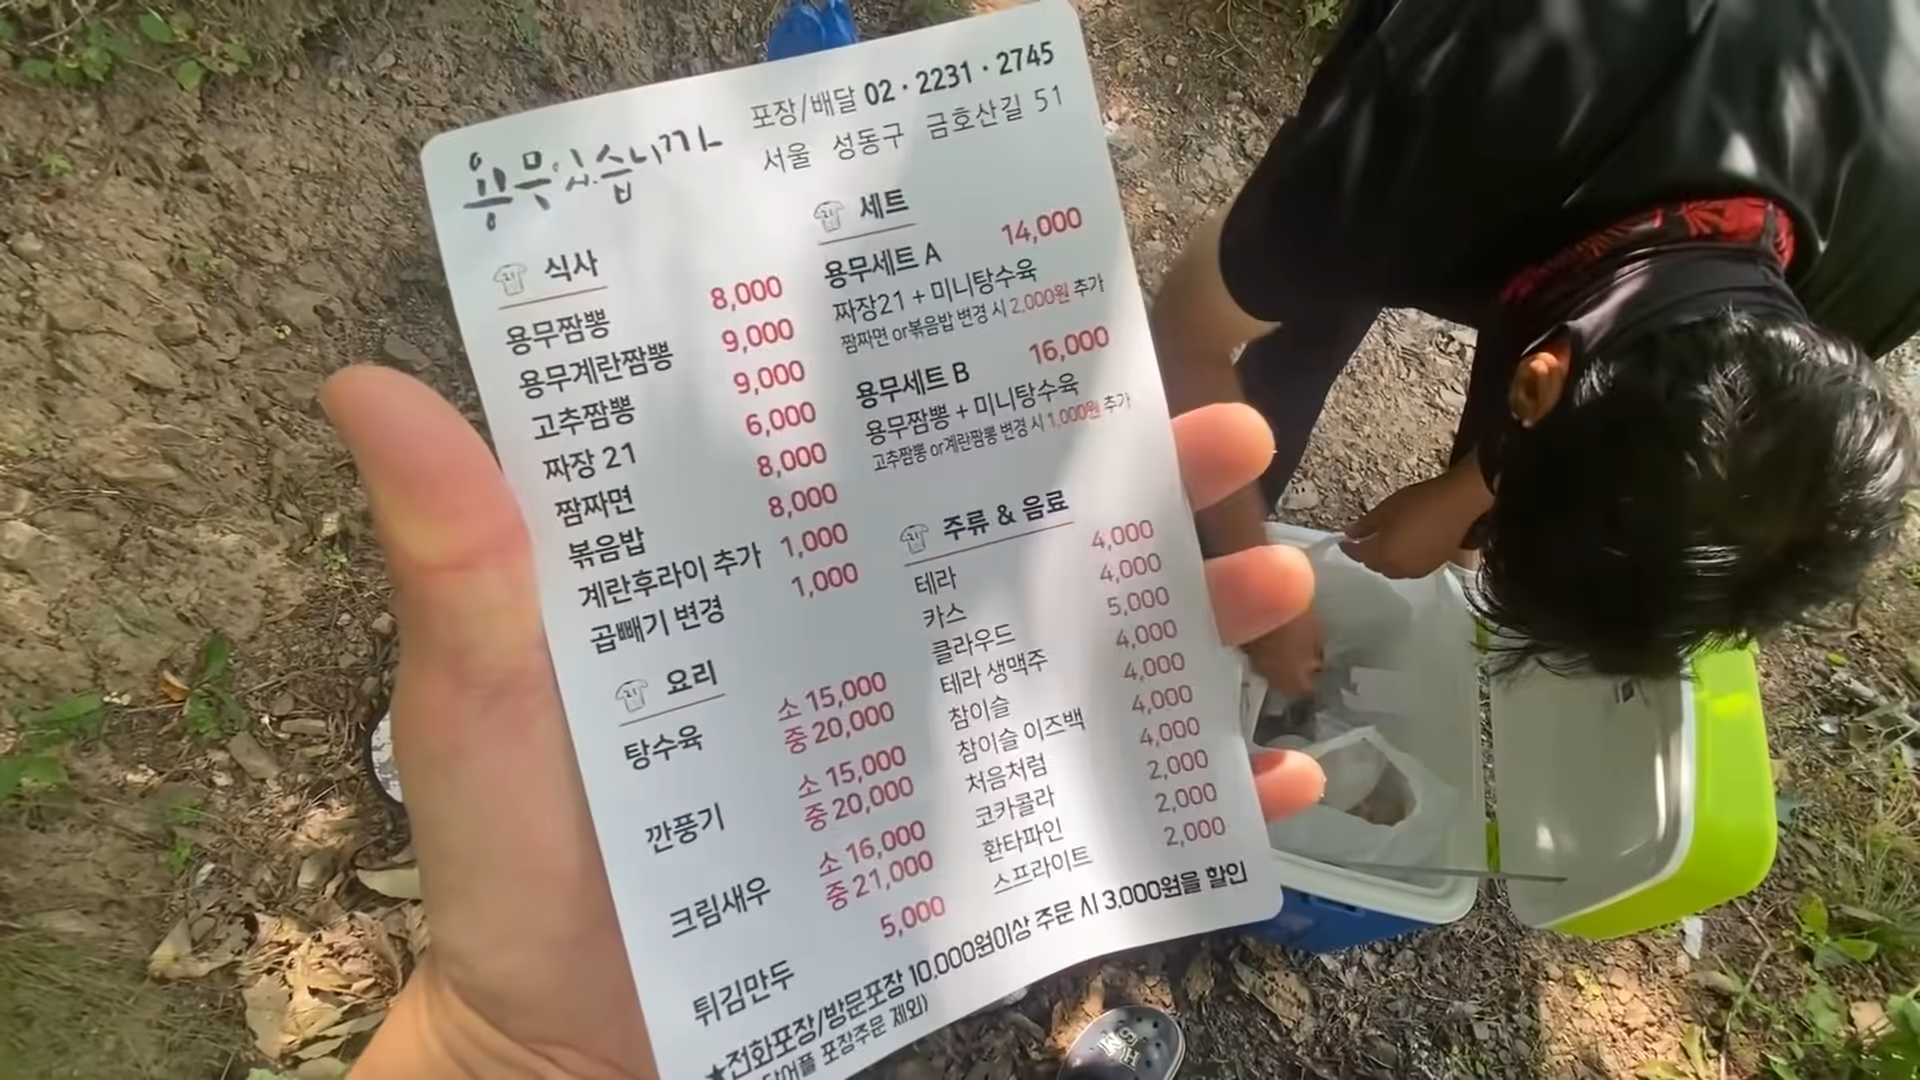 용무있습니까
포장/배달 02 · 2231 · 2745
서울 성동구 금호산길 51
식사
용무짬뽕 8,000
용무계란짬뽕 9,000
고추짬뽕 9,000
짜장 21 6,000
짬짜면 8,000
볶음밥 8,000
계란후라이 추가 1,000
곱빼기 변경 1,000
요리
탕수육 소 15,000
중 20,000
깐풍기 소 15,000
중 20,000
크림새우 소 16,000
중 21,000
튀김만두 5,000
세트
용무세트 A 14,000
짜장21 + 미니탕수육
짬짜면 or볶음밥 변경 시 2,000원 추가
용무세트 B 16,000
용무짬뽕 + 미니탕수육
고추짬뽕 or계란짬뽕 변경 시 1,000원 추가
주류 & 음료
테라 4,000
카스 4,000
클라우드 5,000
테라 생맥주 4,000
참이슬 4,000
참이슬 이즈백 4,000
처음처럼 4,000
코카콜라 2,000
환타파인 2,000
스프라이트 2,000
★전화포장/방문포장 10,000원이상 주문 시 3,000원을 할인
포장주문 제외)